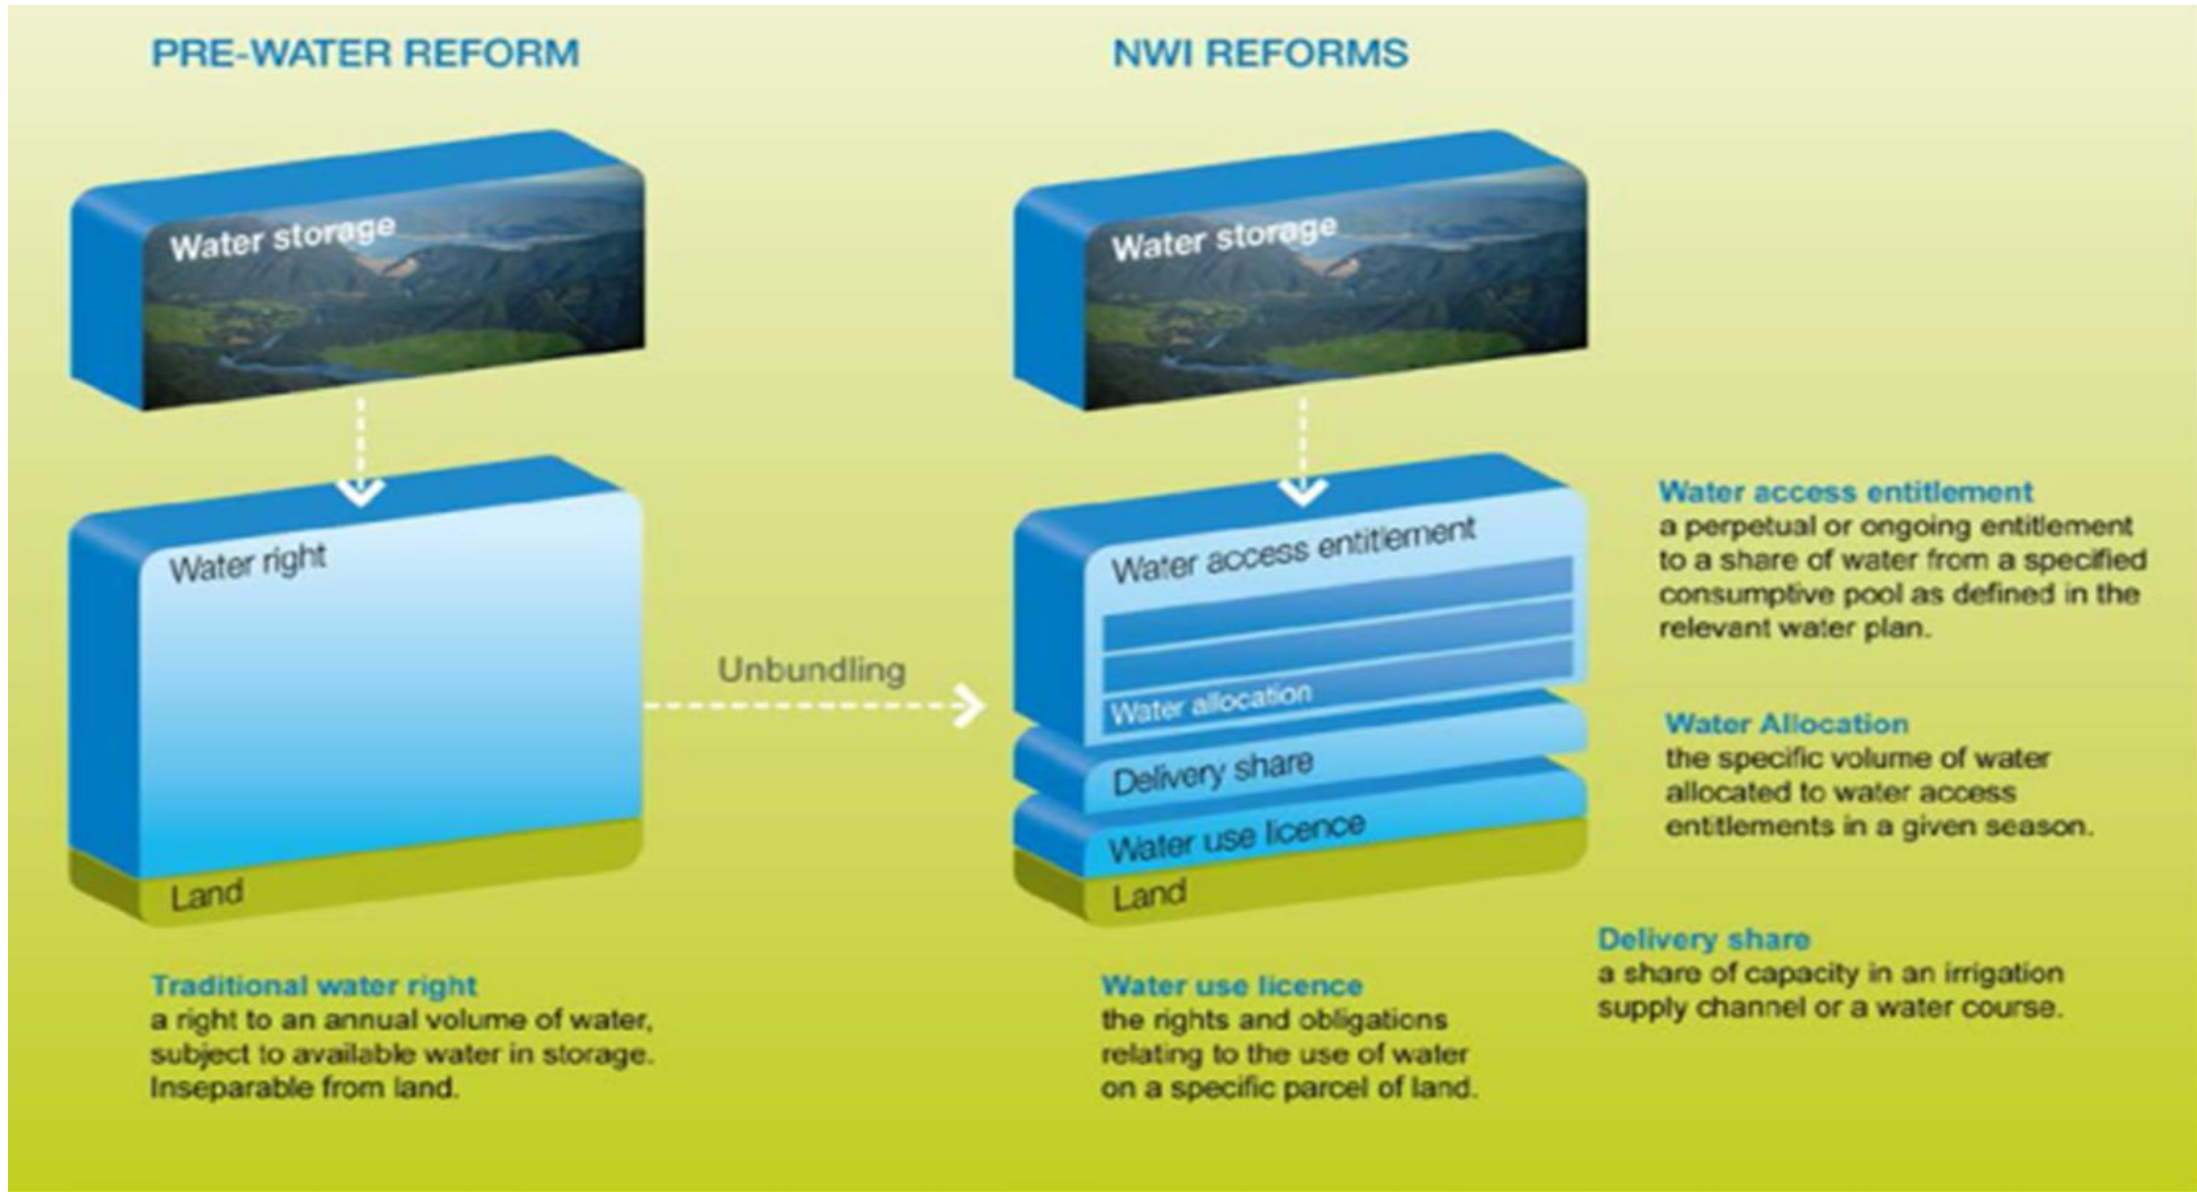 PRE-WATER REFORM
Water storage
Water right
Land
Traditional water right
a right to an annual volume of water,
subject to available water in storage.
Inseparable from land.
Unbundling
NWI REFORMS
Water storage
Water access entitlement
Water allocation
Delivery share
Water use licence
Land
Water use licence
the rights and obligations
relating to the use of water
on a specific parcel of land.
Water access entitlement
a perpetual or ongoing entitlement
to a share of water from a specified
consumptive pool as defined in the
relevant water plan.
Water Allocation
the specific volume of water
allocated to water access
entitlements in a given season.
Delivery share
a share of capacity in an irrigation
supply channel or a water course.